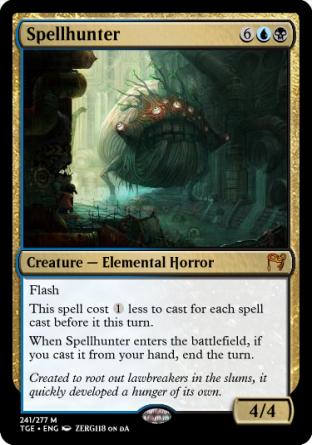 Spellhunter 6
Creature — Elemental Horror
Flash
This spell cost 1 less to cast for each spell
cast before it this turn.
When Spellhunter enters the battlefield, if
you cast it from your hand, end the turn.
Created to root out lawbreakers in the slums, it
quickly developed a hunger of its own.
4/4
241/277 M
TGE • ENG ZERG118 ON DA